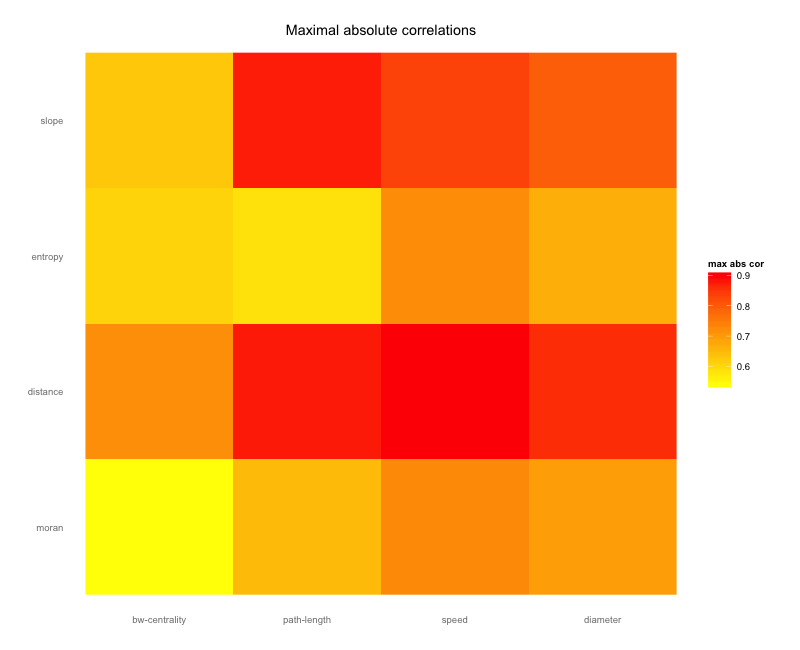 Maximal absolute correlations
slope
entropy
distance
moran
bw-centrality
path-length
speed
diameter
max abs cor
0.9
0.8
0.7
0.6